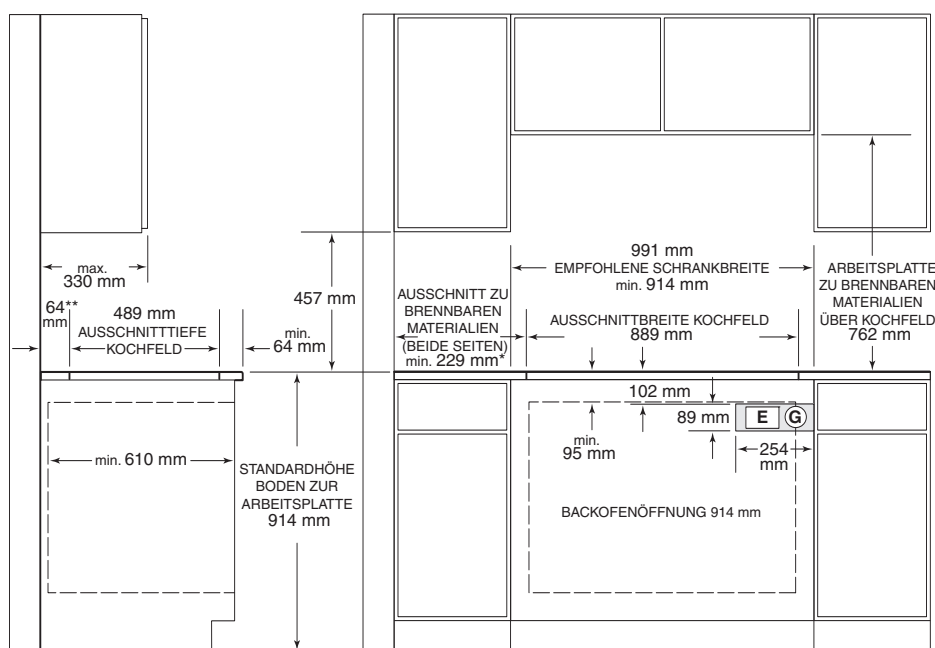 max.
330 mm
64**
mm
489 mm
AUSSCHNITTTIEFE
KOCHFELD
min.
64 mm
457 mm
min. 610 mm
STANDARDHÖHE
BODEN ZUR
ARBEITSPLATTE
914 mm
AUSSCHNITT ZU
BRENNBAREN
MATERIALIEN
(BEIDE SEITEN)
min. 229 mm*
991 mm
EMPFOHLENE SCHRANKBREITE
min. 914 mm
AUSSCHNITTBREITE KOCHFELD
889 mm
ARBEITSPLATTE
ZU BRENNBAREN
MATERIALIEN
ÜBER KOCHFELD
762 mm
102 mm
89 mm
E G
min.
95 mm
254
mm
BACKOFENÖFFNUNG 914 mm